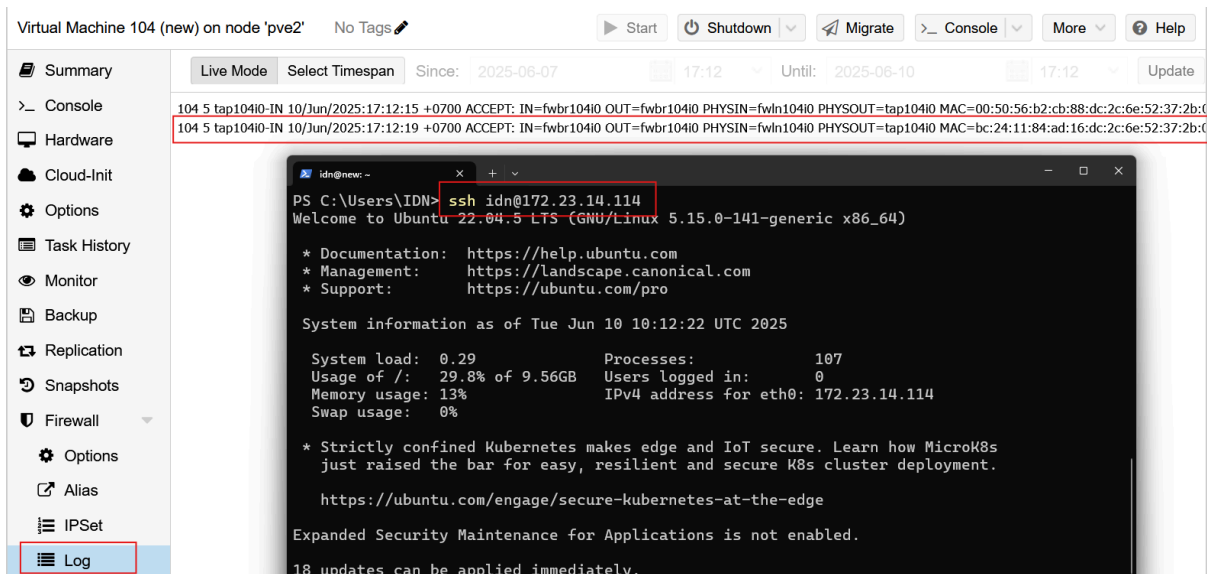 Virtual Machine 104 (new) on node 'pve2' No Tags Start Shutdown Migrate >_ Console More Help
Summary
>_ Console
Hardware
Cloud-Init
Options
Task History
Monitor
Backup
Replication
Snapshots
Firewall
Options
Alias
IPSet
Log
Live Mode Select Timespan Since: 2025-06-07 17:12 Until: 2025-06-10 17:12 Update
104 5 tap104i0-IN 10/Jun/2025:17:12:15 +0700 ACCEPT: IN=fwbr104i0 OUT=fwbr104i0 PHYSIN=fwln104i0 PHYSOUT=tap104i0 MAC=00:50:56:b2:cb:88:dc:2c:6e:52:37:2b:0
104 5 tap104i0-IN 10/Jun/2025:17:12:19 +0700 ACCEPT: IN=fwbr104i0 OUT=fwbr104i0 PHYSIN=fwln104i0 PHYSOUT=tap104i0 MAC=bc:24:11:84:ad:16:dc:2c:6e:52:37:2b:0
idn@new: ~
PS C:\Users\IDN> ssh idn@172.23.14.114
Welcome to Ubuntu 22.04.5 LTS (GNU/Linux 5.15.0-141-generic x86_64)
* Documentation: https://help.ubuntu.com
* Management: https://landscape.canonical.com
* Support: https://ubuntu.com/pro
System information as of Tue Jun 10 10:12:22 UTC 2025
System load: 0.29 Processes: 107
Usage of /: 29.8% of 9.56GB Users logged in: 0
Memory usage: 13% IPv4 address for eth0: 172.23.14.114
Swap usage: 0%
* Strictly confined Kubernetes makes edge and IoT secure. Learn how MicroK8s
just raised the bar for easy, resilient and secure K8s cluster deployment.
https://ubuntu.com/engage/secure-kubernetes-at-the-edge
Expanded Security Maintenance for Applications is not enabled.
18 updates can be applied immediately.